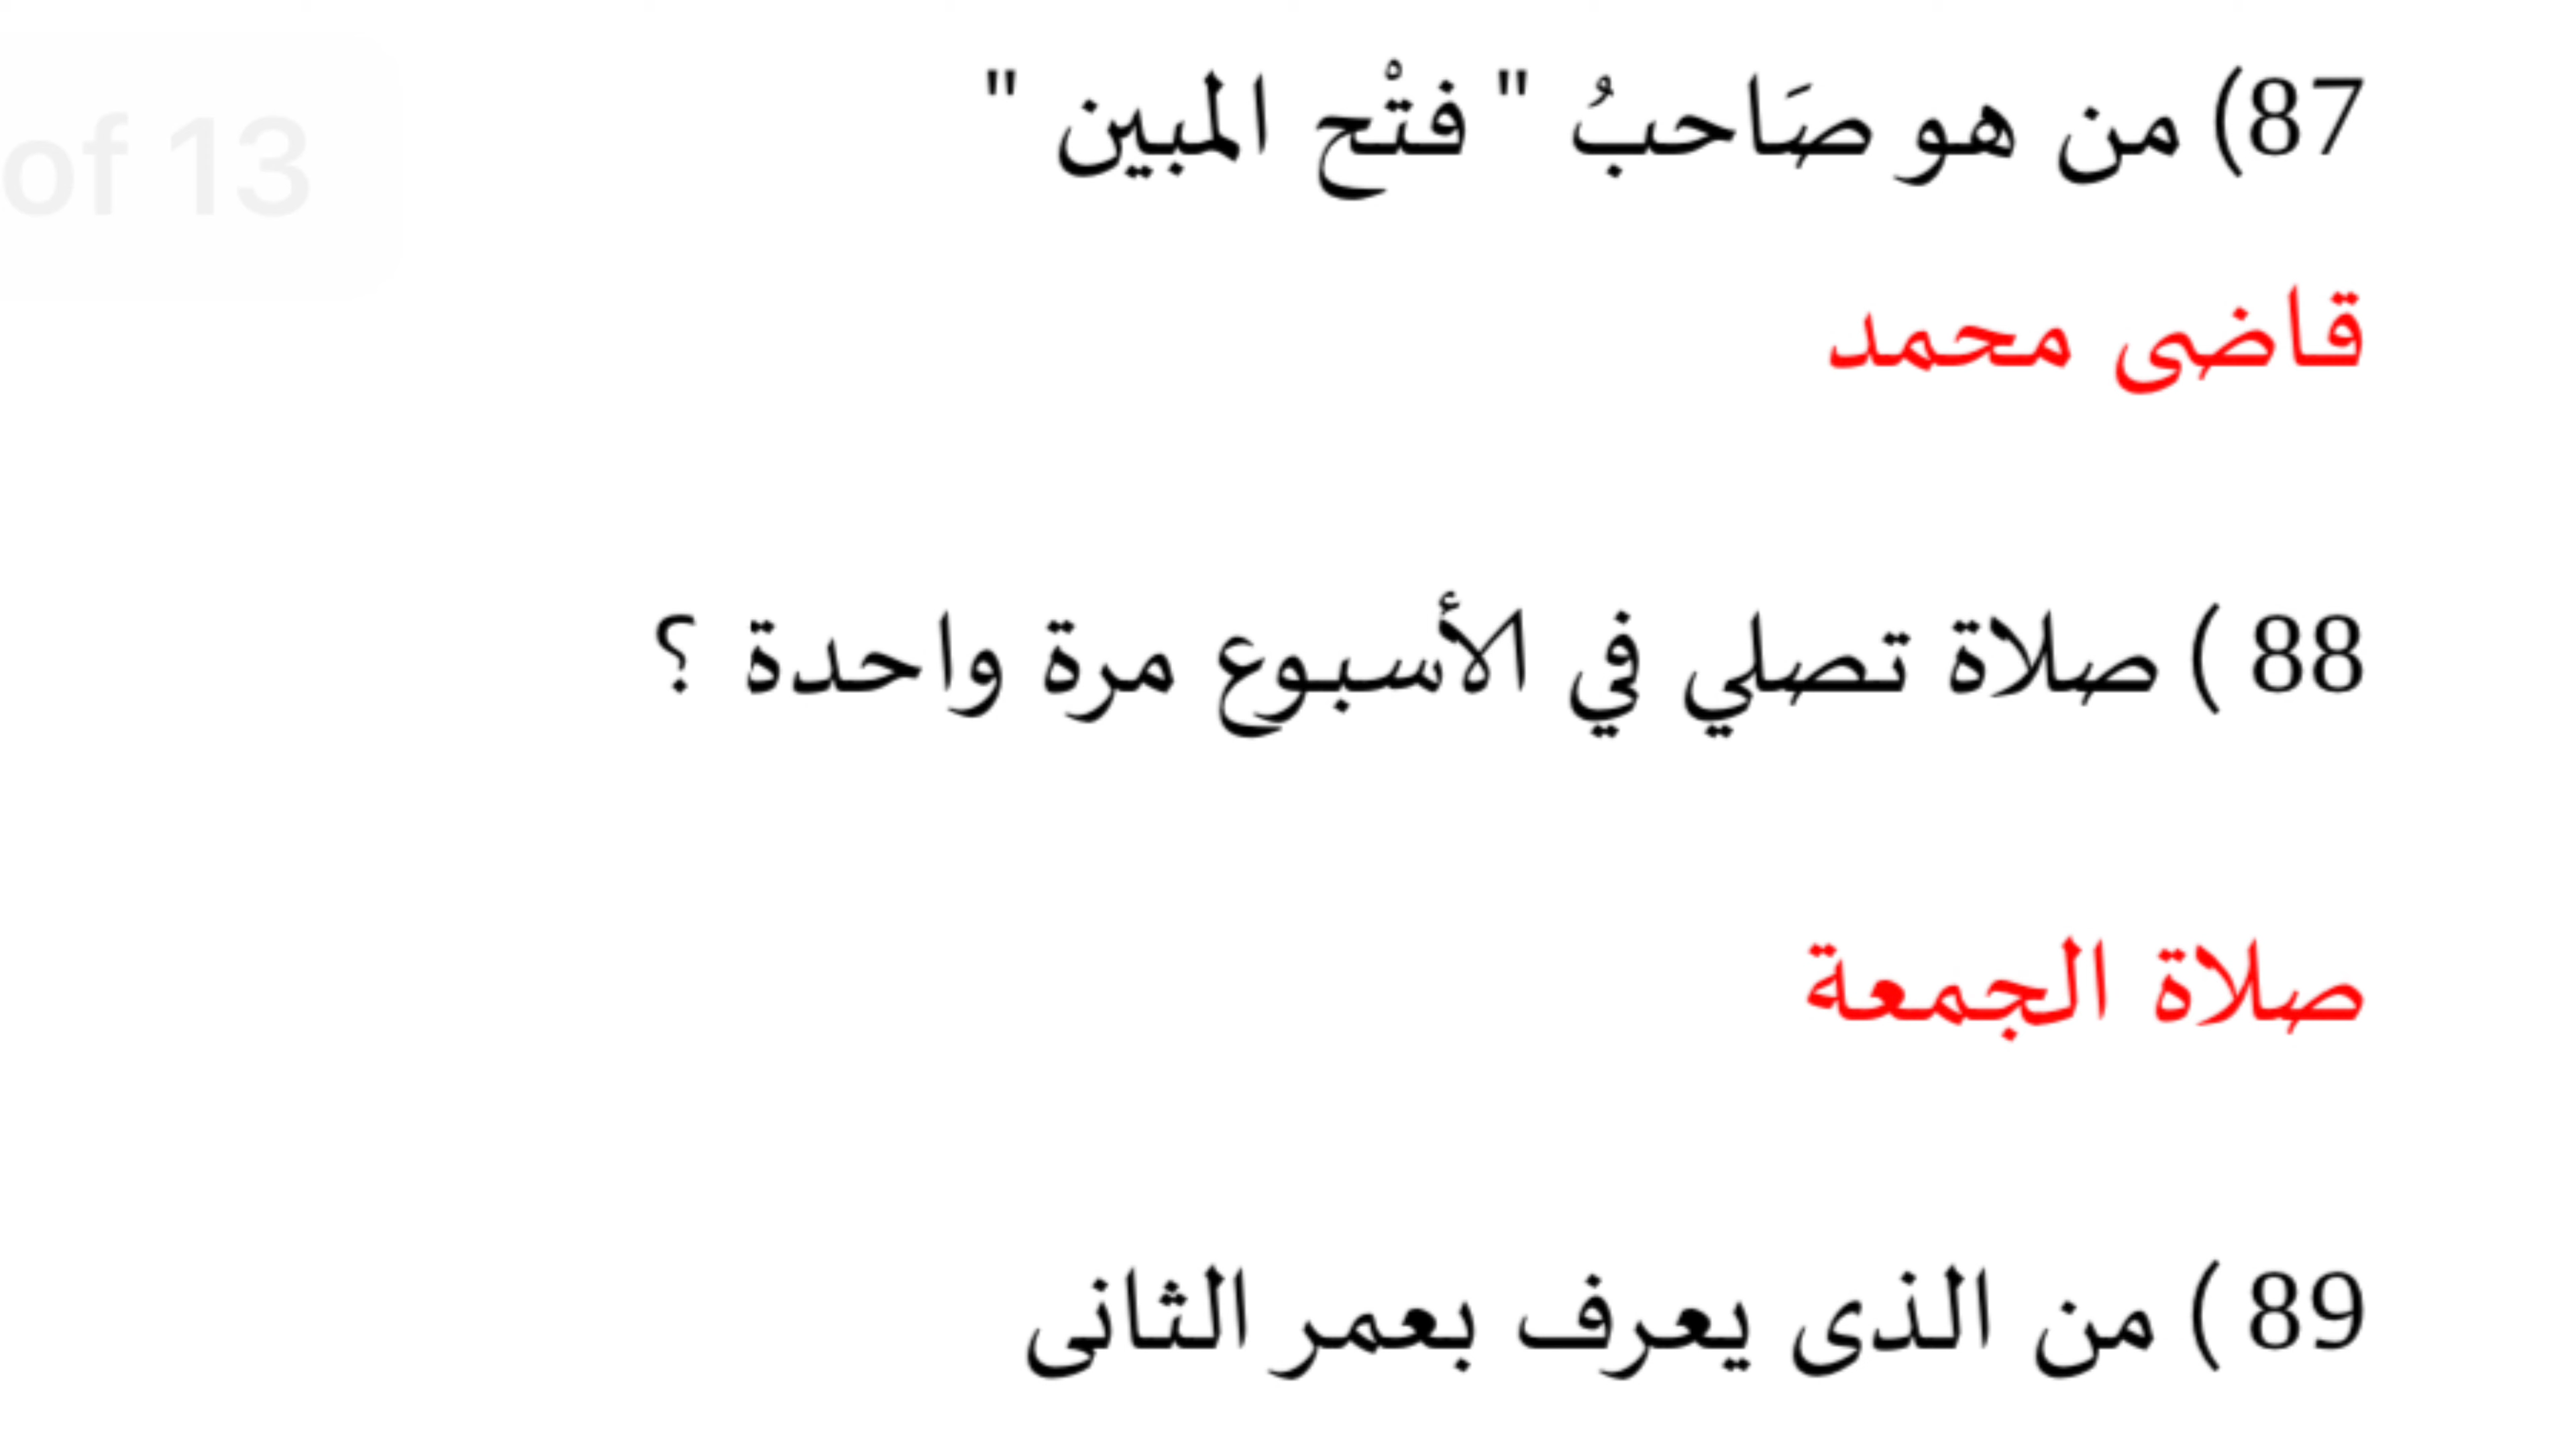 of 13
87) من هو صَاحبُ " فتْح المبين "
قاضى محمد
88 ) صلاة تصلي في الأسبوع مرة واحدة ؟
صلاة الجمعة
89 ) من الذى يعرف بعمر الثانى